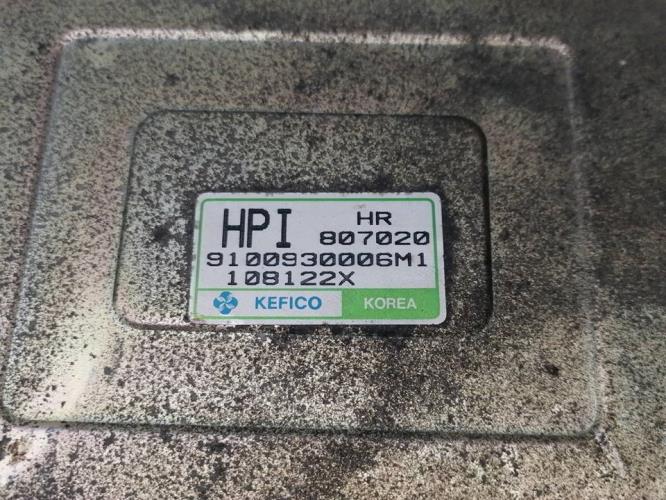 HPI HR
807020
9100930006M1
108122X
KEFICO KOREA